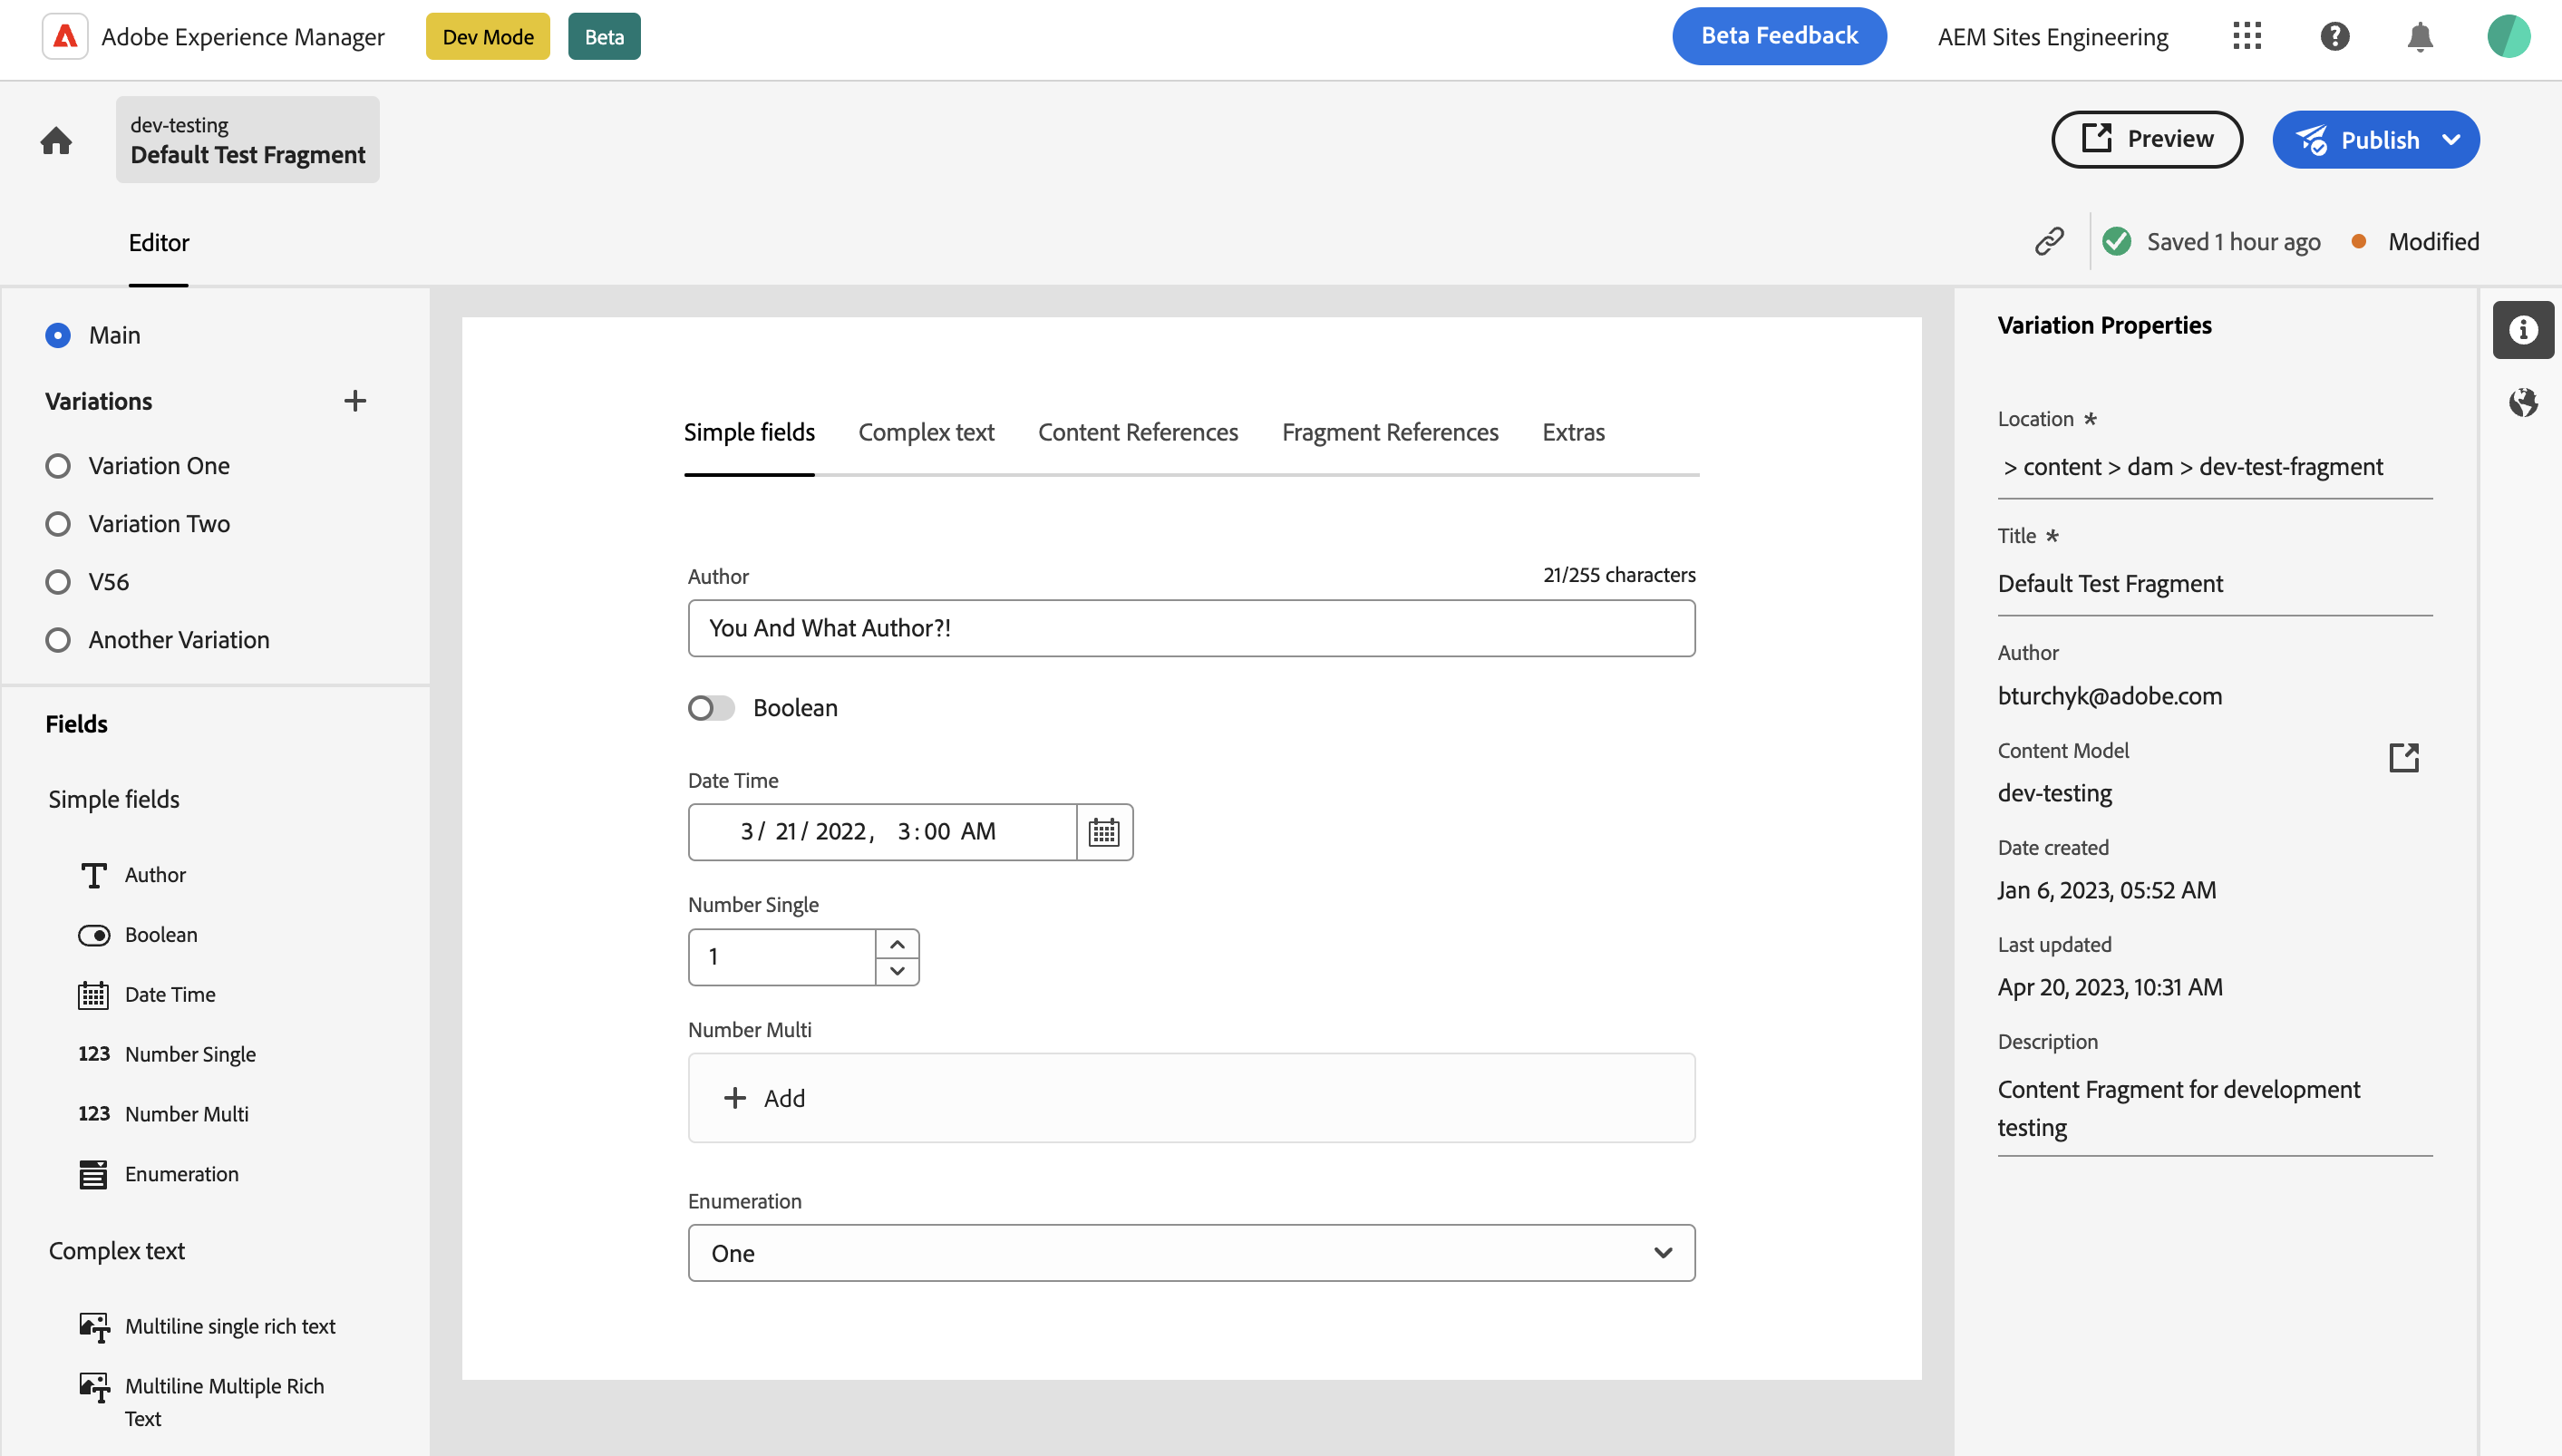 Adobe Experience Manager
Dev Mode
Beta
Beta Feedback
AEM Sites Engineering
dev-testing
Default Test Fragment
Preview
Publish
Editor
Saved 1 hour ago
Modified
Main
Variations
Variation One
Variation Two
V56
Another Variation
Fields
Simple fields
Author
Boolean
Date Time
123 Number Single
123 Number Multi
Enumeration
Complex text
Multiline single rich text
Multiline Multiple Rich
Text
Simple fields
Complex text
Content References
Fragment References
Extras
Author
21/255 characters
You And What Author?!
Boolean
Date Time
3/ 21/ 2022, 3:00 AM
Number Single
1
Number Multi
+ Add
Enumeration
One
Variation Properties
Location *
> content > dam > dev-test-fragment
Title *
Default Test Fragment
Author
bturchyk@adobe.com
Content Model
dev-testing
Date created
Jan 6, 2023, 05:52 AM
Last updated
Apr 20, 2023, 10:31 AM
Description
Content Fragment for development
testing